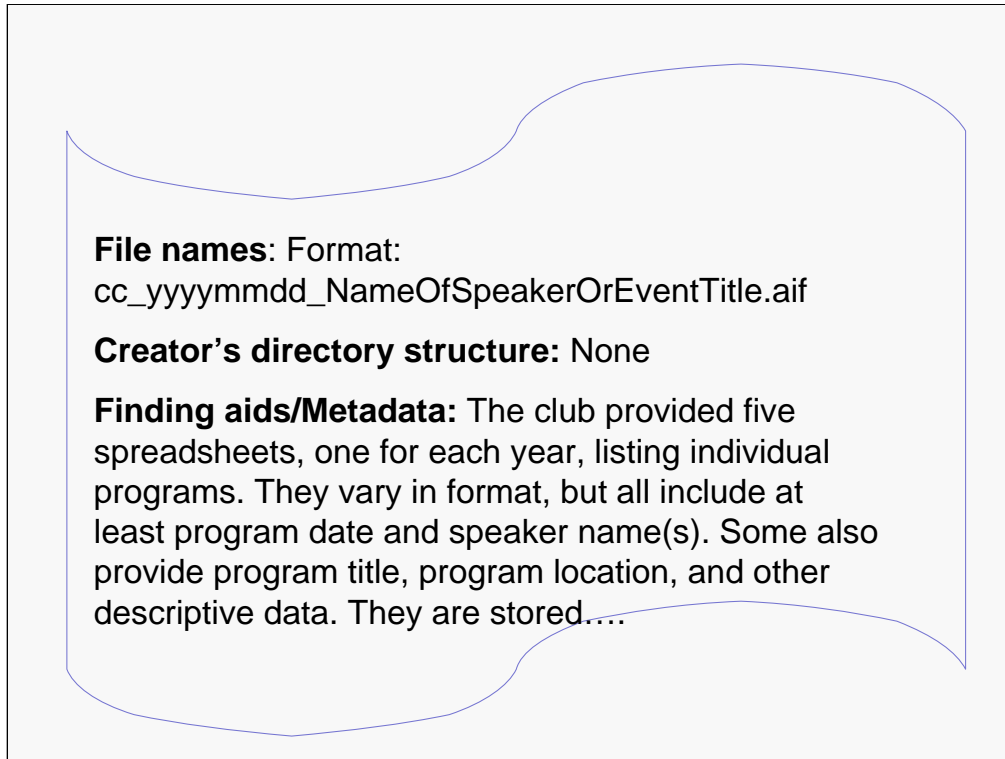 File names: Format:
cc_yyyymmdd_NameOfSpeakerOrEventTitle.aif
Creator’s directory structure: None
Finding aids/Metadata: The club provided five
spreadsheets, one for each year, listing individual
programs. They vary in format, but all include at
least program date and speaker name(s). Some also
provide program title, program location, and other
descriptive data. They are stored….